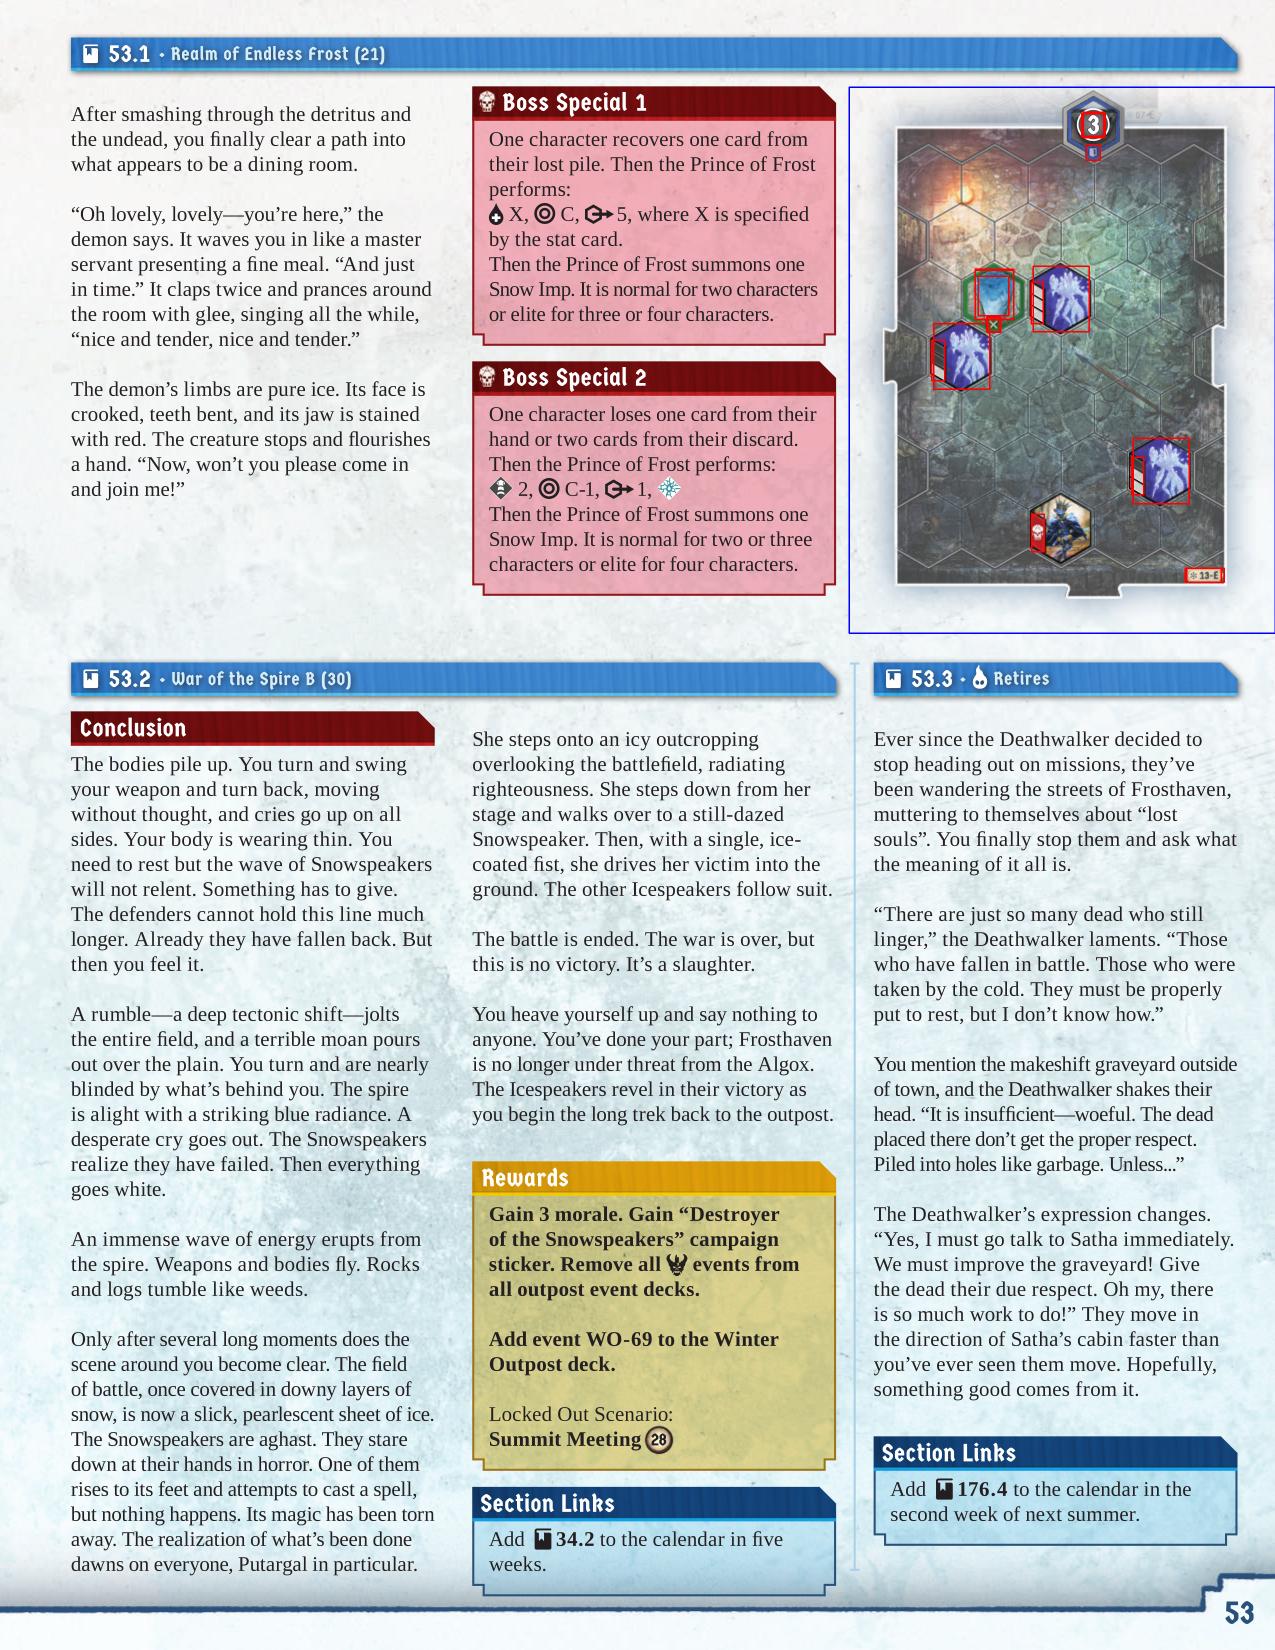 53.1 • Realm of Endless Frost (21)
After smashing through the detritus and
the undead, you finally clear a path into
what appears to be a dining room.
“Oh lovely, lovely—you’re here,” the
demon says. It waves you in like a master
servant presenting a fine meal. “And just
in time.” It claps twice and prances around
the room with glee, singing all the while,
“nice and tender, nice and tender.”
The demon’s limbs are pure ice. Its face is
crooked, teeth bent, and its jaw is stained
with red. The creature stops and flourishes
a hand. “Now, won’t you please come in
and join me!”
Boss Special 1
One character recovers one card from
their lost pile. Then the Prince of Frost
performs:
X, C, 5, where X is specified
by the stat card.
Then the Prince of Frost summons one
Snow Imp. It is normal for two characters
or elite for three or four characters.
Boss Special 2
One character loses one card from their
hand or two cards from their discard.
Then the Prince of Frost performs:
2, C-1, 1,
Then the Prince of Frost summons one
Snow Imp. It is normal for two or three
characters or elite for four characters.
07-E
3
13-E
53.2 • War of the Spire B (30)
Conclusion
The bodies pile up. You turn and swing
your weapon and turn back, moving
without thought, and cries go up on all
sides. Your body is wearing thin. You
need to rest but the wave of Snowspeakers
will not relent. Something has to give.
The defenders cannot hold this line much
longer. Already they have fallen back. But
then you feel it.
A rumble—a deep tectonic shift—jolts
the entire field, and a terrible moan pours
out over the plain. You turn and are nearly
blinded by what’s behind you. The spire
is alight with a striking blue radiance. A
desperate cry goes out. The Snowspeakers
realize they have failed. Then everything
goes white.
An immense wave of energy erupts from
the spire. Weapons and bodies fly. Rocks
and logs tumble like weeds.
Only after several long moments does the
scene around you become clear. The field
of battle, once covered in downy layers of
snow, is now a slick, pearlescent sheet of ice.
The Snowspeakers are aghast. They stare
down at their hands in horror. One of them
rises to its feet and attempts to cast a spell,
but nothing happens. Its magic has been torn
away. The realization of what’s been done
dawns on everyone, Putargal in particular.
She steps onto an icy outcropping
overlooking the battlefield, radiating
righteousness. She steps down from her
stage and walks over to a still-dazed
Snowspeaker. Then, with a single, ice-
coated fist, she drives her victim into the
ground. The other Icespeakers follow suit.
The battle is ended. The war is over, but
this is no victory. It’s a slaughter.
You heave yourself up and say nothing to
anyone. You’ve done your part; Frosthaven
is no longer under threat from the Algox.
The Icespeakers revel in their victory as
you begin the long trek back to the outpost.
Rewards
Gain 3 morale. Gain “Destroyer
of the Snowspeakers” campaign
sticker. Remove all events from
all outpost event decks.
Add event WO-69 to the Winter
Outpost deck.
Locked Out Scenario:
Summit Meeting 28
Section Links
Add 34.2 to the calendar in five
weeks.
53.3 • Retires
Ever since the Deathwalker decided to
stop heading out on missions, they’ve
been wandering the streets of Frosthaven,
muttering to themselves about “lost
souls”. You finally stop them and ask what
the meaning of it all is.
“There are just so many dead who still
linger,” the Deathwalker laments. “Those
who have fallen in battle. Those who were
taken by the cold. They must be properly
put to rest, but I don’t know how.”
You mention the makeshift graveyard outside
of town, and the Deathwalker shakes their
head. “It is insufficient—woeful. The dead
placed there don’t get the proper respect.
Piled into holes like garbage. Unless...”
The Deathwalker’s expression changes.
“Yes, I must go talk to Satha immediately.
We must improve the graveyard! Give
the dead their due respect. Oh my, there
is so much work to do!” They move in
the direction of Satha’s cabin faster than
you’ve ever seen them move. Hopefully,
something good comes from it.
Section Links
Add 176.4 to the calendar in the
second week of next summer.
53